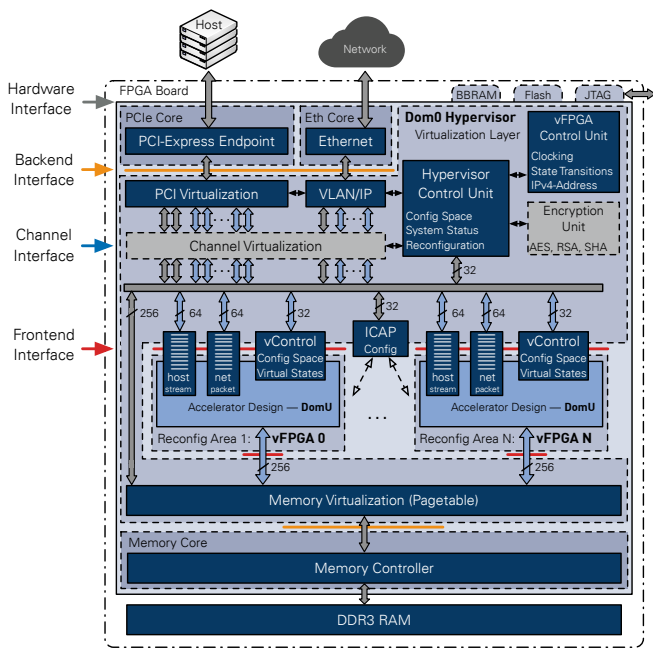 Host
Network
FPGA Board
Hardware
Interface
BBRAM
Flash
JTAG
PCIe Core
PCI-Express Endpoint
Eth Core
Ethernet
Dom0 Hypervisor
Virtualization Layer
vFPGA
Control Unit
Clocking
State Transitions
IPv4-Address
Backend
Interface
PCI Virtualization
VLAN/IP
Hypervisor
Control Unit
Config Space
System Status
Reconfiguration
Encryption
Unit
AES, RSA, SHA
Channel
Interface
Channel Virtualization
32
256
64
64
32
32
64
64
32
Frontend
Interface
host
stream
net
packet
vControl
Config Space
Virtual States
ICAP
Config
host
stream
net
packet
vControl
Config Space
Virtual States
Accelerator Design — DomU
...
Accelerator Design — DomU
Reconfig Area 1: vFPGA 0
Reconfig Area N: vFPGA N
256
256
Memory Virtualization (Pagetable)
Memory Core
Memory Controller
DDR3 RAM